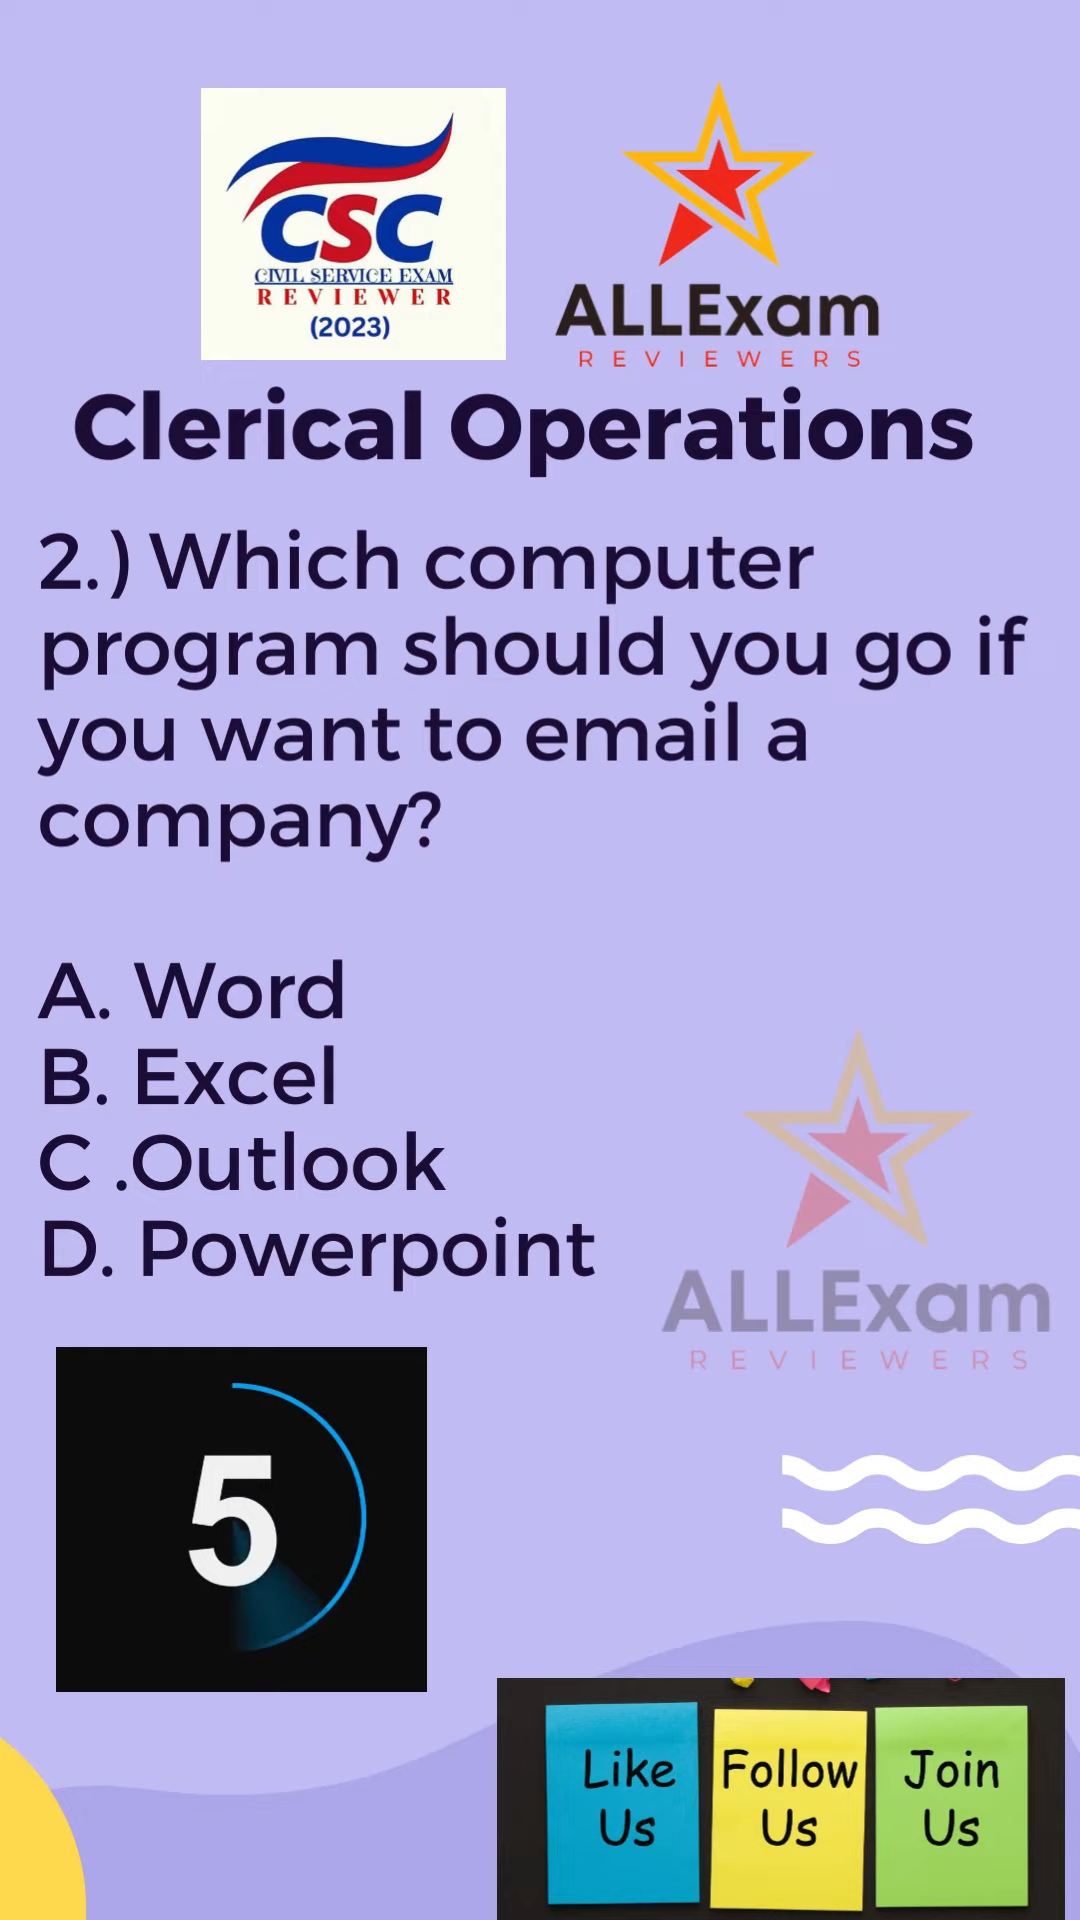 CSC
CIVIL SERVICE EXAM
REVIEWER
(2023)
ALLExam
REVIEWERS
Clerical Operations
2.) Which computer
program should you go if
you want to email a
company?
A. Word
B. Excel
C .Outlook
D. Powerpoint
ALLExam
REVIEWERS
5
Like
Us
Follow
Us
Join
Us